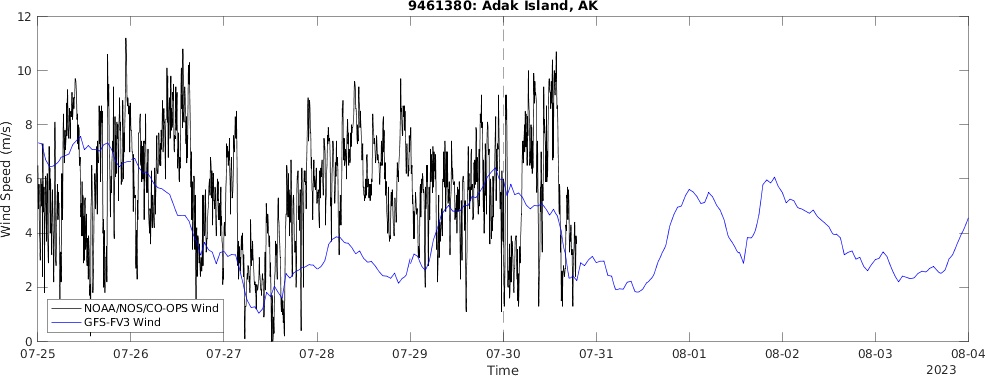 9461380: Adak Island, AK
12
10
8
6
4
2
0
Wind Speed (m/s)
NOAA/NOS/CO-OPS Wind
GFS-FV3 Wind
07-25 07-26 07-27 07-28 07-29 07-30 07-31 08-01 08-02 08-03 08-04
Time
2023